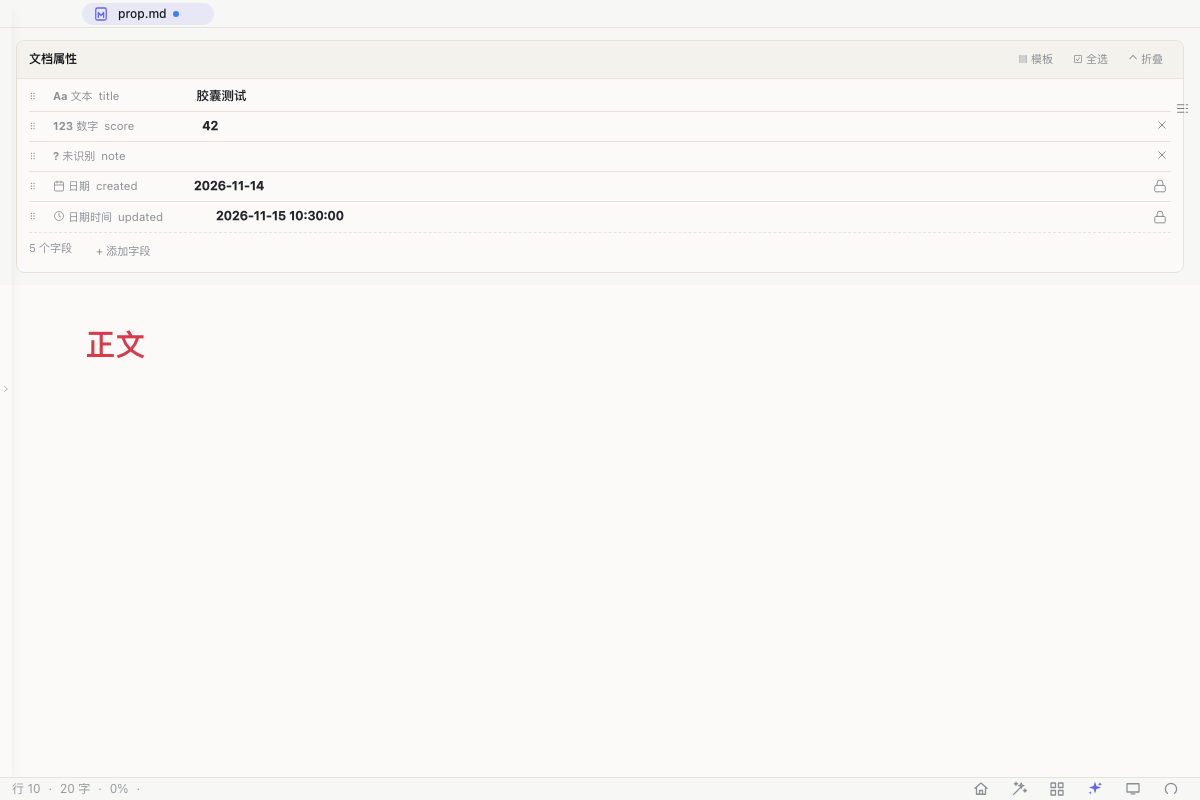 prop.md
文档属性 模板 全选 折叠
Aa 文本 title 胶囊测试
123 数字 score 42
? 未识别 note
日期 created 2026-11-14
日期时间 updated 2026-11-15 10:30:00
5 个字段 + 添加字段
正文
行 10 · 20 字 · 0% ·